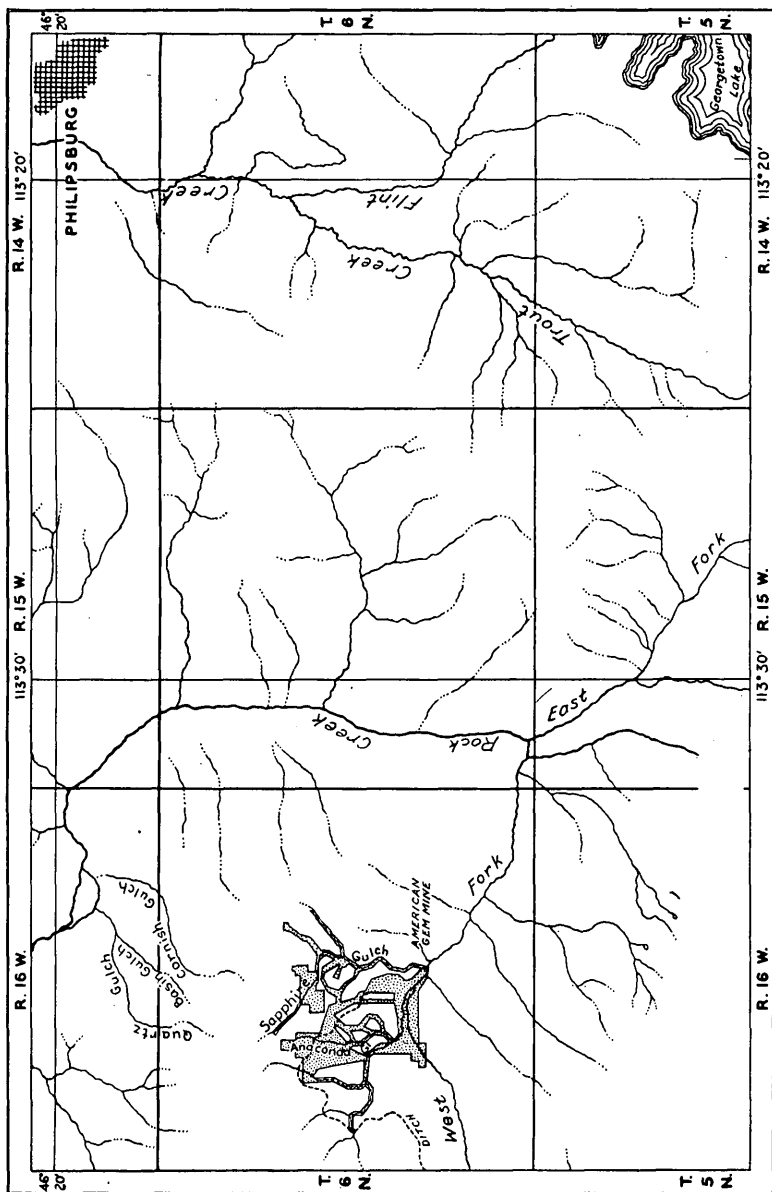 R. 16 W.
113°30'
R. 15 W.
113°20'
R. 14 W.
46°
20'
46°
20'
PHILIPSBURG
Quartz
Gulch
Basin Gulch
Cornish
Gulch
Creek
T. 6
N.
T. 6
N.
Sapphire
Gulch
Anaconda
AMERICAN
GEM MINE
DITCH
West
Fork
Creek
Rock
East
Fork
Creek
Flint
Trout
Georgetown
Lake
T. 5
N.
T. 5
N.
R. 16 W.
113°30'
R. 15 W.
113°20'
R. 14 W.